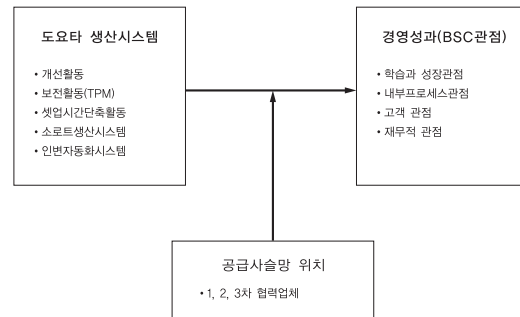 도요타 생산시스템
• 개선활동
• 보전활동(TPM)
• 셋업시간단축활동
• 소로트생산시스템
• 인변자동화시스템
경영성과(BSC관점)
• 학습과 성장관점
• 내부프로세스관점
• 고객 관점
• 재무적 관점
공급사슬망 위치
• 1, 2, 3차 협력업체